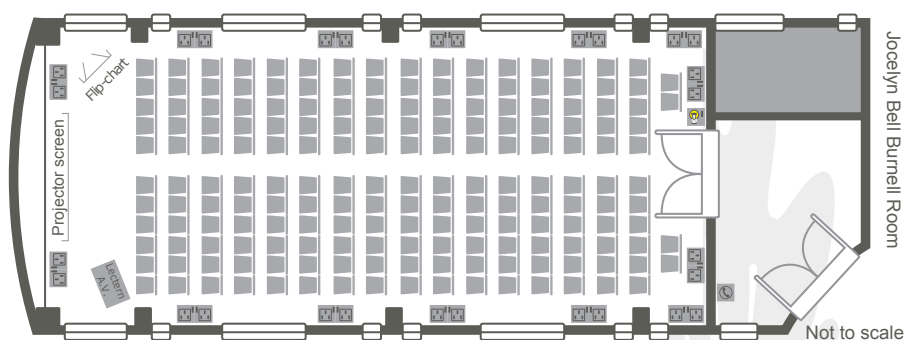 Flip-chart
Projector screen
Lectern
A.V.
Jocelyn Bell Burnell Room
Not to scale